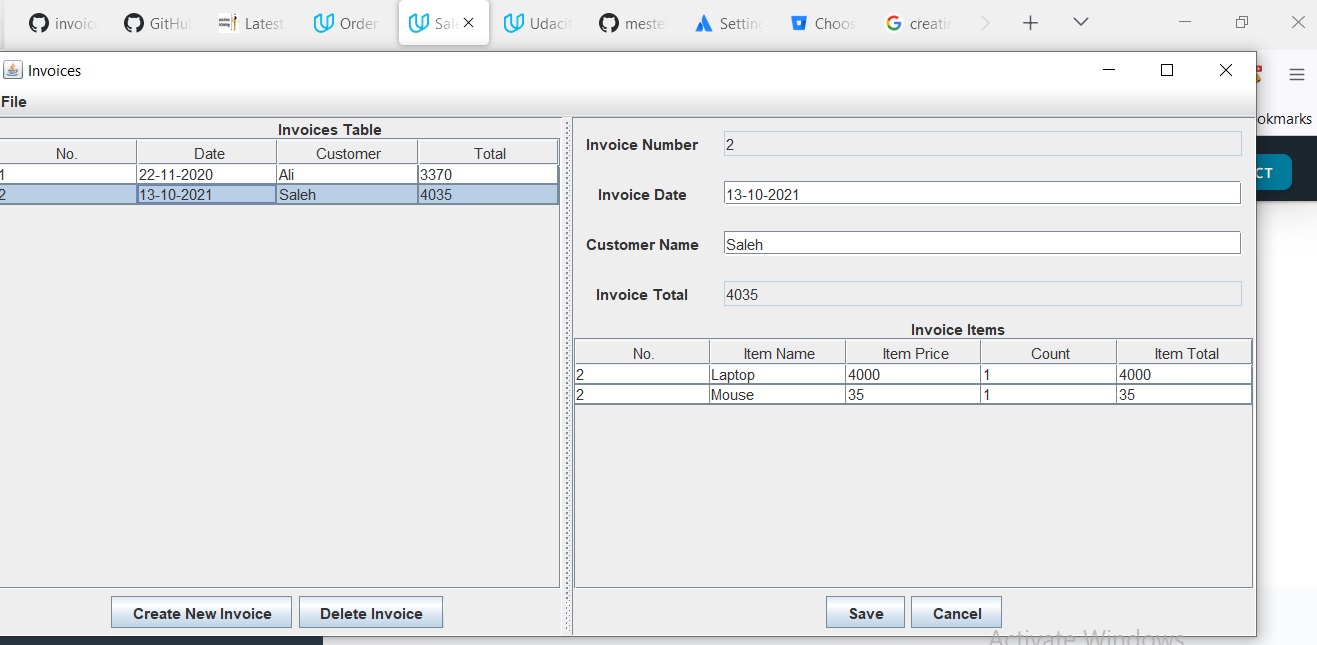 invoic GitHu Latest Order Sale Udaci meste Setting Choos creatin
Invoices
File
okmarks
CT
Invoices Table
No. Date Customer Total
1 22-11-2020 Ali 3370
2 13-10-2021 Saleh 4035
Invoice Number 2
Invoice Date 13-10-2021
Customer Name Saleh
Invoice Total 4035
Invoice Items
No. Item Name Item Price Count Item Total
2 Laptop 4000 1 4000
2 Mouse 35 1 35
Create New Invoice Delete Invoice
Save Cancel
Activate Windows